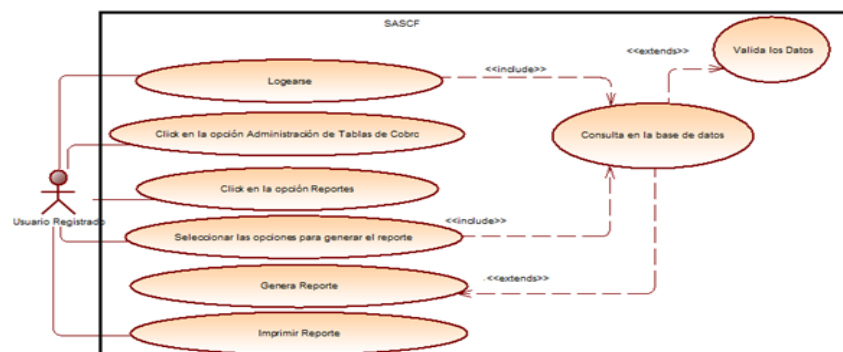 SASCF
Valida los Datos
<<extends>>
<<include>>
Logearse
Click en la opción Administración de Tablas de Cobro
Consulta en la base de datos
Click en la opción Reportes
Usuario Registrado
<<include>>
Seleccionar las opciones para generar el reporte
<<extends>>
Genera Reporte
Imprimir Reporte